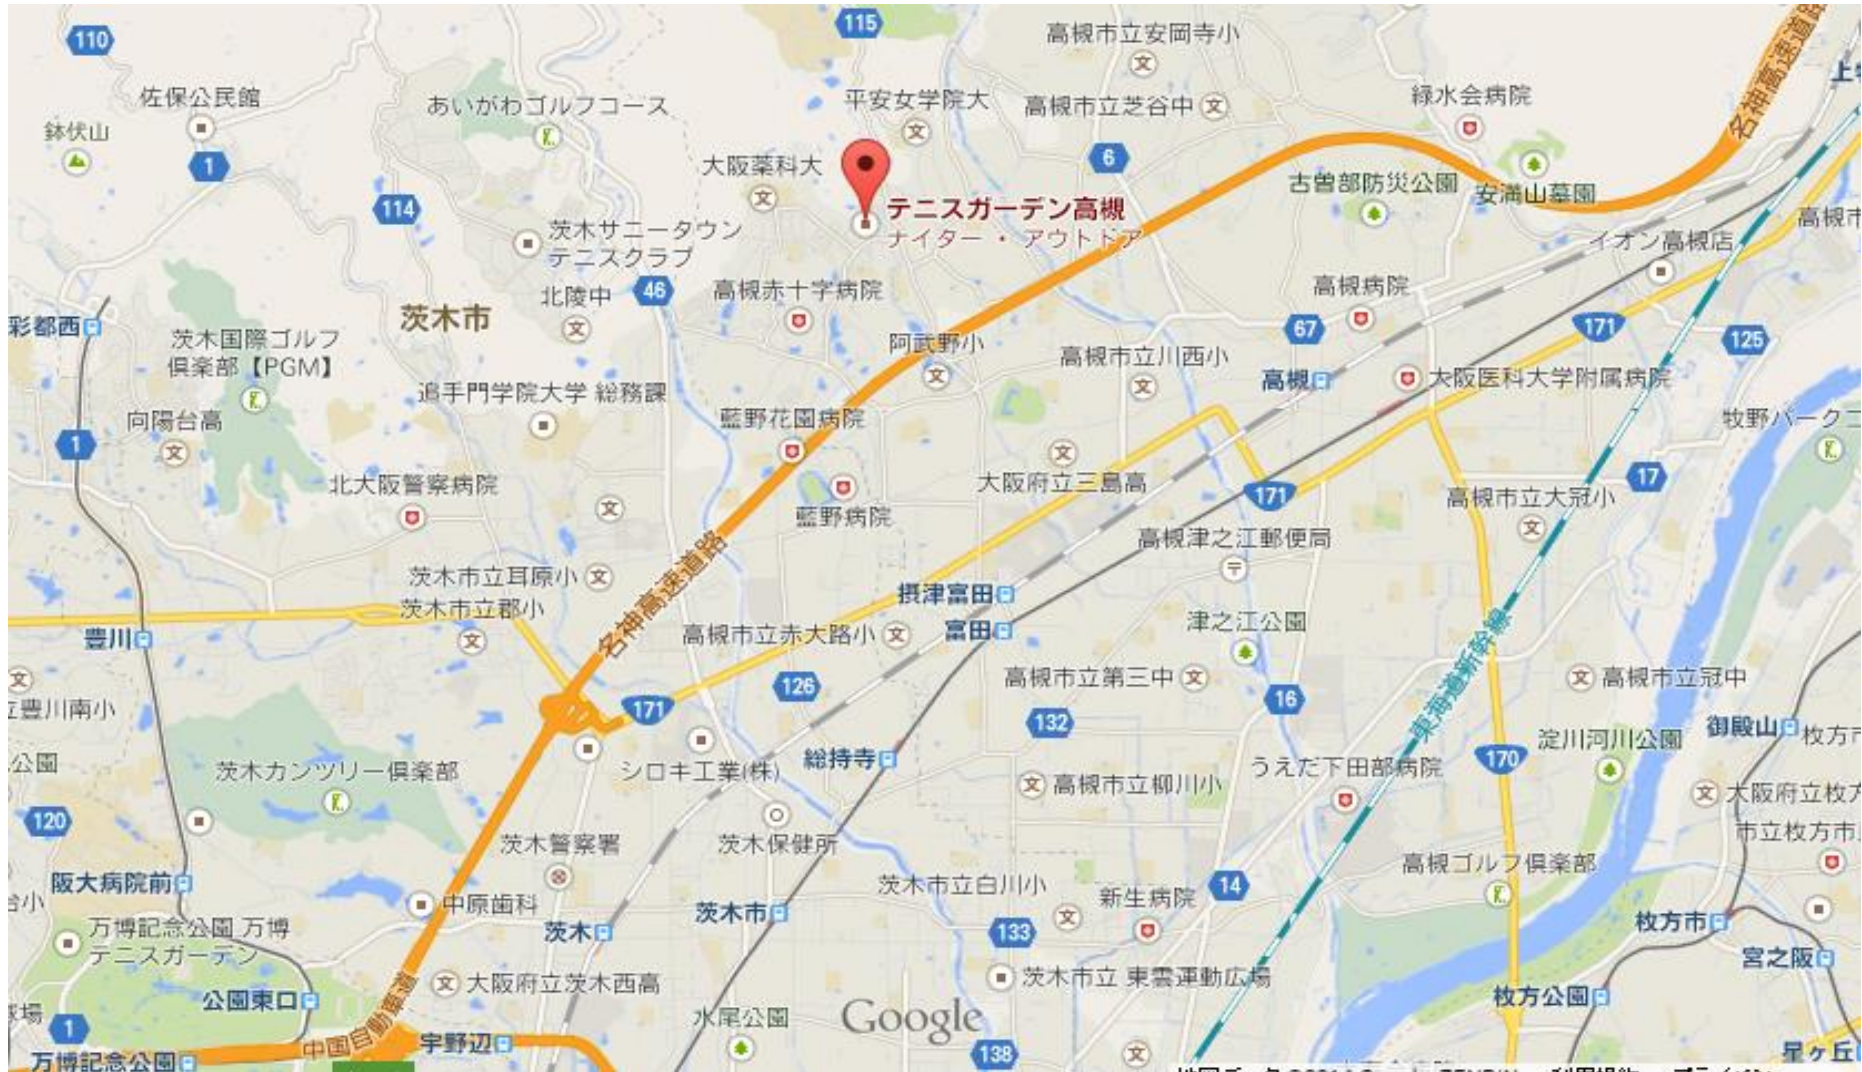 115
110
高槻市立安岡寺小
名神高速道路
佐保公民館
あいがわゴルフコース
平安女学院大
高槻市立芝谷中
緑水会病院
鉢伏山
1
大阪薬科大
6
古曽部防災公園
安満山墓園
114
テニスガーデン高槻
ナイター ・ アウトドア
茨木サニータウン
テニスクラブ
イオン高槻店
高槻市
北陵中
46
高槻赤十字病院
高槻病院
茨木市
彩都西
茨木国際ゴルフ
倶楽部【PGM】
阿武野小
高槻市立川西小
67
171
125
高槻
大阪医科大学附属病院
追手門学院大学 総務課
向陽台高
藍野花園病院
牧野パークゴ
1
北大阪警察病院
大阪府立三島高
171
17
高槻市立大冠小
藍野病院
高槻津之江郵便局
名神高速道路
茨木市立耳原小
茨木市立郡小
摂津富田
豊川
高槻市立赤大路小
富田
津之江公園
東海道新幹線
高槻市立第三中
高槻市立冠中
126
立豊川南小
171
132
16
御殿山
枚方市
淀川河川公園
公園
茨木カンツリー倶楽部
シロキ工業(株)
総持寺
うえだ下田部病院
170
高槻市立柳川小
大阪府立枚方
120
市立枚方市
茨木警察署
茨木保健所
高槻ゴルフ倶楽部
阪大病院前
茨木市立白川小
14
新生病院
台小
中原歯科
茨木市
枚方市
万博記念公園 万博
テニスガーデン
茨木
133
宮之阪
大阪府立茨木西高
茨木市立 東雲運動広場
公園東口
枚方公園
球場
1
水尾公園
Google
中国自動車道
宇野辺
138
星ヶ丘
万博記念公園